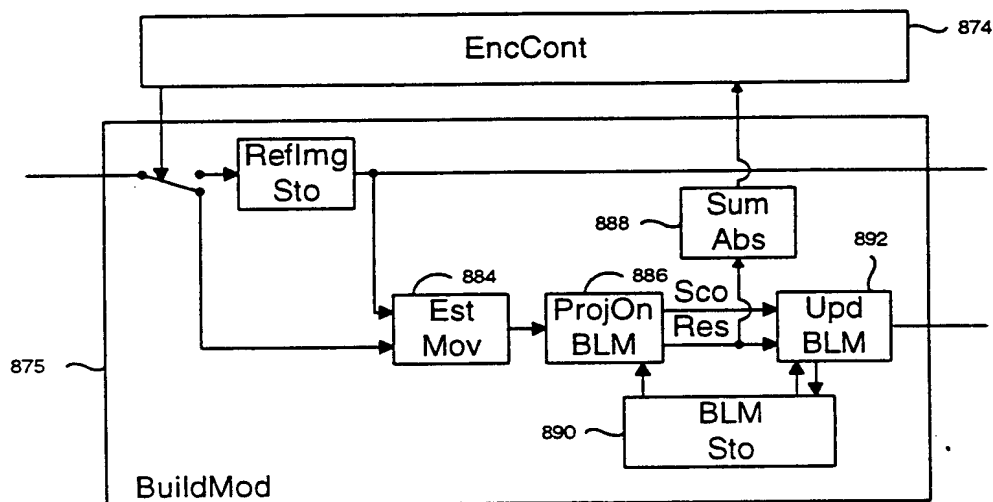 EncCont
874
RefImg
Sto
Sum
Abs
888
892
884
Est
Mov
886
ProjOn
BLM
Sco
Res
Upd
BLM
875
BLM
Sto
890
BuildMod